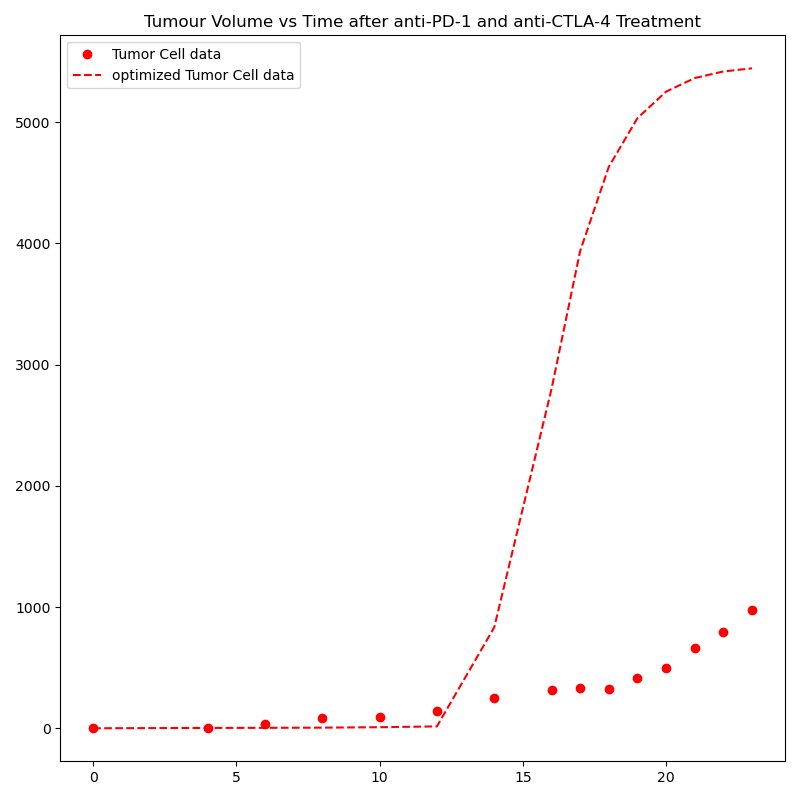 Tumour Volume vs Time after anti-PD-1 and anti-CTLA-4 Treatment
Tumor Cell data
optimized Tumor Cell data
5000
4000
3000
2000
1000
0
0 5 10 15 20